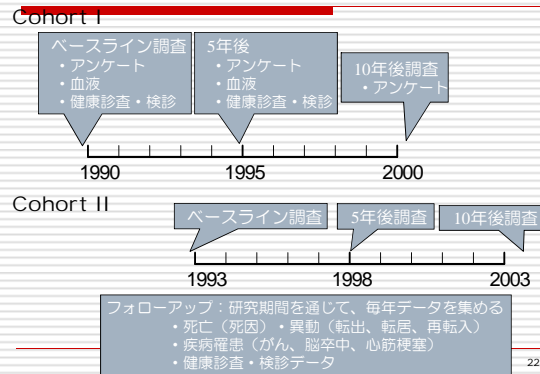 Cohort I
ベースライン調査
・アンケート
・血液
・健康診査・検診
5年後
・アンケート
・血液
・健康診査・検診
10年後調査
・アンケート
1990 1995 2000
Cohort II
ベースライン調査 5年後調査 10年後調査
1993 1998 2003
フォローアップ：研究期間を通じて、毎年データを集める
・死亡（死因）・異動（転出、転居、再転入）
・疾病罹患（がん、脳卒中、心筋梗塞）
・健康診査・検診データ
22